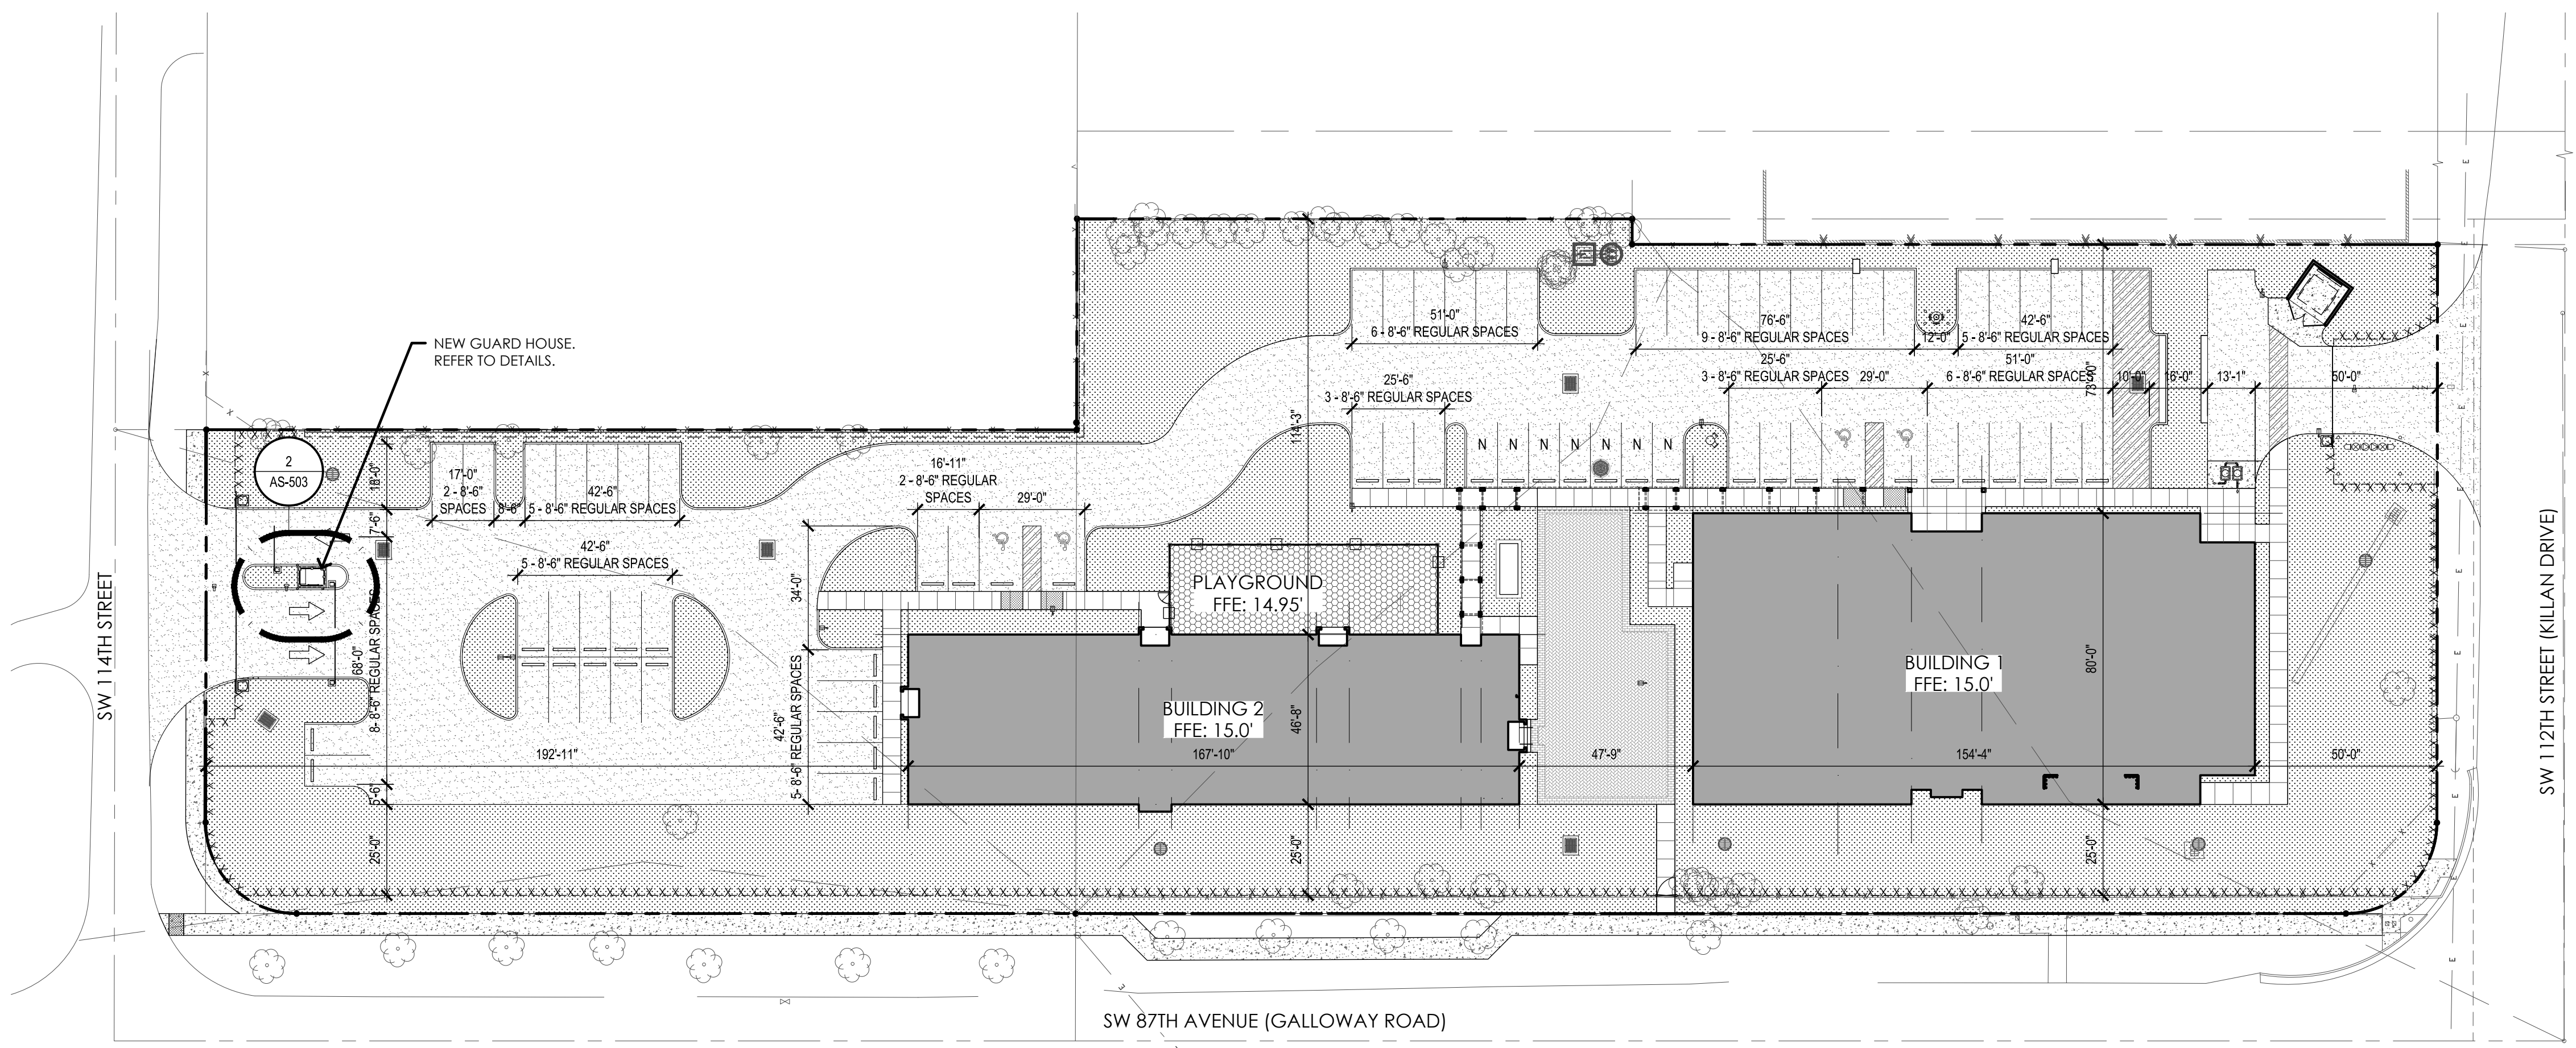 NEW GUARD HOUSE.
REFER TO DETAILS.
2
AS-503
18'-0"
17'-0"
2 - 8'-6"
SPACES
8'-6"
42'-6"
5 - 8'-6" REGULAR SPACES
7'-6"
42'-6"
5 - 8'-6" REGULAR SPACES
68'-0"
8- 8'-6" REGULAR SPACES
5'-6"
25'-0"
192'-11"
16'-11"
2 - 8'-6" REGULAR
SPACES
29'-0"
34'-0"
42'-6"
5- 8'-6" REGULAR SPACES
PLAYGROUND
FFE: 14.95'
BUILDING 2
FFE: 15.0'
167'-10"
46'-8"
114'-3"
25'-0"
51'-0"
6 - 8'-6" REGULAR SPACES
25'-6"
3 - 8'-6" REGULAR SPACES
N N N N N N N
76'-6"
9 - 8'-6" REGULAR SPACES
12'-0"
42'-6"
5 - 8'-6" REGULAR SPACES
25'-6"
3 - 8'-6" REGULAR SPACES
29'-0"
51'-0"
6 - 8'-6" REGULAR SPACES
10'-0"
16'-0"
13'-1"
50'-0"
BUILDING 1
FFE: 15.0'
80'-0"
47'-9"
154'-4"
50'-0"
25'-0"
SW 114TH STREET
SW 112TH STREET (KILLAN DRIVE)
SW 87TH AVENUE (GALLOWAY ROAD)